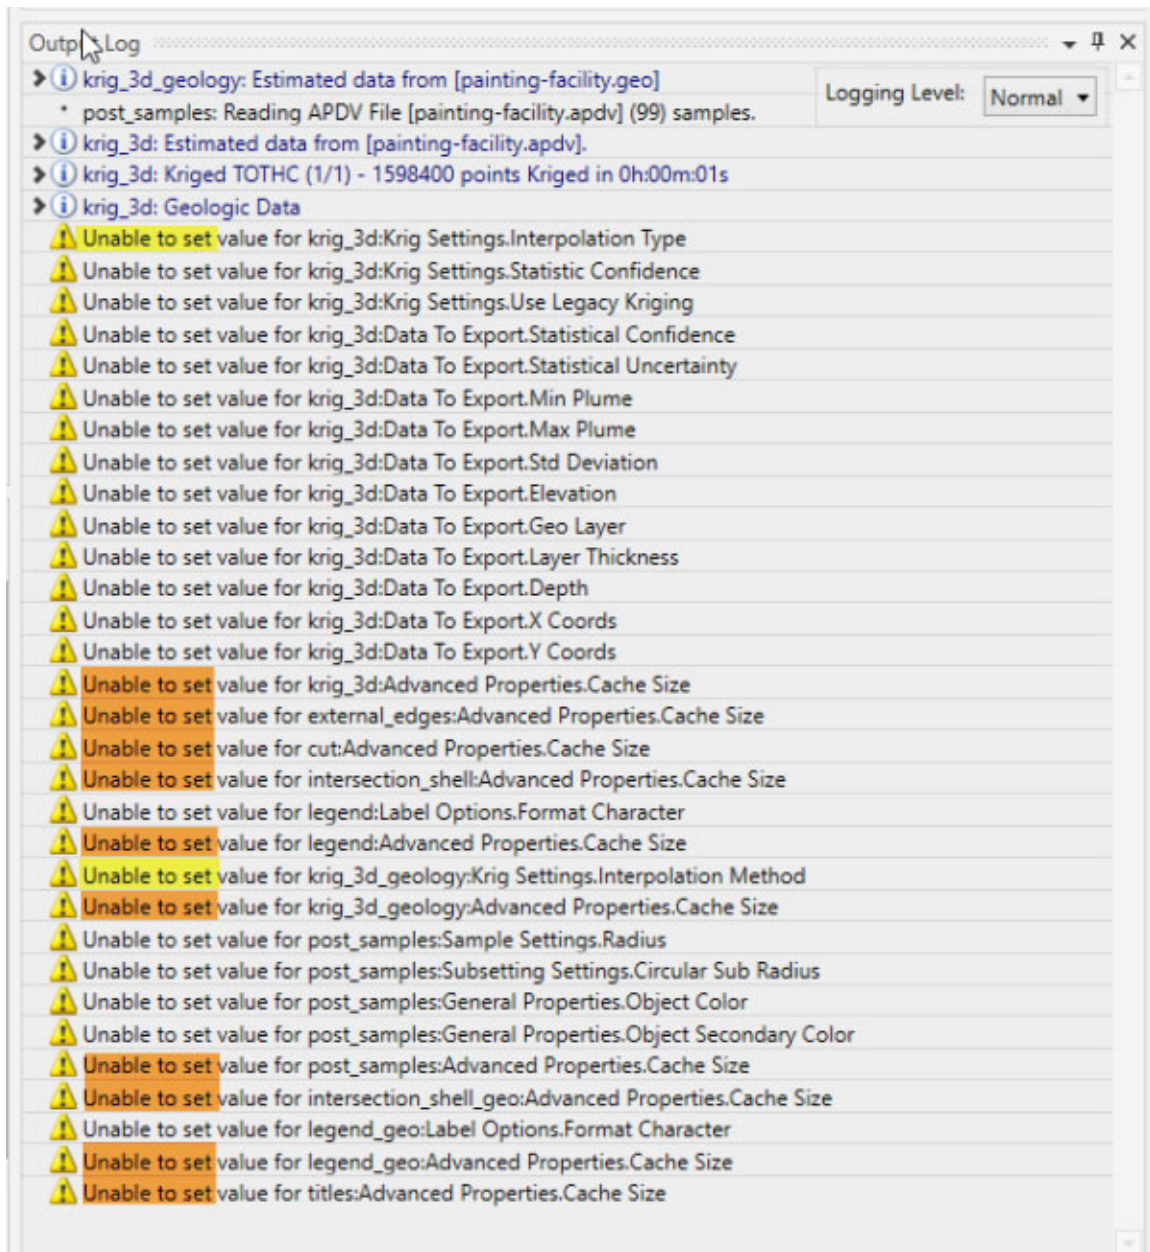 Output Log
krig_3d_geology: Estimated data from [painting-facility.geo]
Logging Level: Normal
post_samples: Reading APDV File [painting-facility.apdv] (99) samples.
krig_3d: Estimated data from [painting-facility.apdv].
krig_3d: Kriged TOTHC (1/1) - 1598400 points Kriged in 0h:00m:01s
krig_3d: Geologic Data
Unable to set value for krig_3d:Krig Settings.Interpolation Type
Unable to set value for krig_3d:Krig Settings.Statistic Confidence
Unable to set value for krig_3d:Krig Settings.Use Legacy Kriging
Unable to set value for krig_3d:Data To Export.Statistical Confidence
Unable to set value for krig_3d:Data To Export.Statistical Uncertainty
Unable to set value for krig_3d:Data To Export.Min Plume
Unable to set value for krig_3d:Data To Export.Max Plume
Unable to set value for krig_3d:Data To Export.Std Deviation
Unable to set value for krig_3d:Data To Export.Elevation
Unable to set value for krig_3d:Data To Export.Geo Layer
Unable to set value for krig_3d:Data To Export.Layer Thickness
Unable to set value for krig_3d:Data To Export.Depth
Unable to set value for krig_3d:Data To Export.X Coords
Unable to set value for krig_3d:Data To Export.Y Coords
Unable to set value for krig_3d:Advanced Properties.Cache Size
Unable to set value for external_edges:Advanced Properties.Cache Size
Unable to set value for cut:Advanced Properties.Cache Size
Unable to set value for intersection_shell:Advanced Properties.Cache Size
Unable to set value for legend:Label Options.Format Character
Unable to set value for legend:Advanced Properties.Cache Size
Unable to set value for krig_3d_geology:Krig Settings.Interpolation Method
Unable to set value for krig_3d_geology:Advanced Properties.Cache Size
Unable to set value for post_samples:Sample Settings.Radius
Unable to set value for post_samples:Subsetting Settings.Circular Sub Radius
Unable to set value for post_samples:General Properties.Object Color
Unable to set value for post_samples:General Properties.Object Secondary Color
Unable to set value for post_samples:Advanced Properties.Cache Size
Unable to set value for intersection_shell_geo:Advanced Properties.Cache Size
Unable to set value for legend_geo:Label Options.Format Character
Unable to set value for legend_geo:Advanced Properties.Cache Size
Unable to set value for titles:Advanced Properties.Cache Size